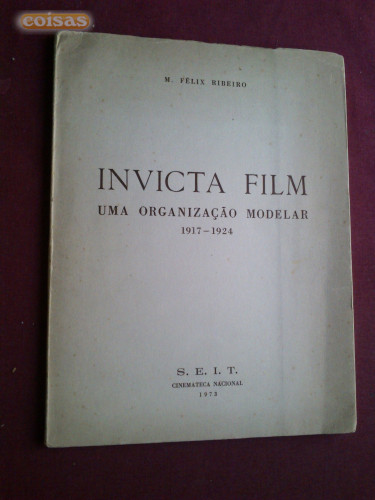 coisas
M. FÉLIX RIBEIRO
INVICTA FILM
UMA ORGANIZAÇÃO MODELAR
1917-1924
S. E. I. T.
CINEMATECA NACIONAL
1973